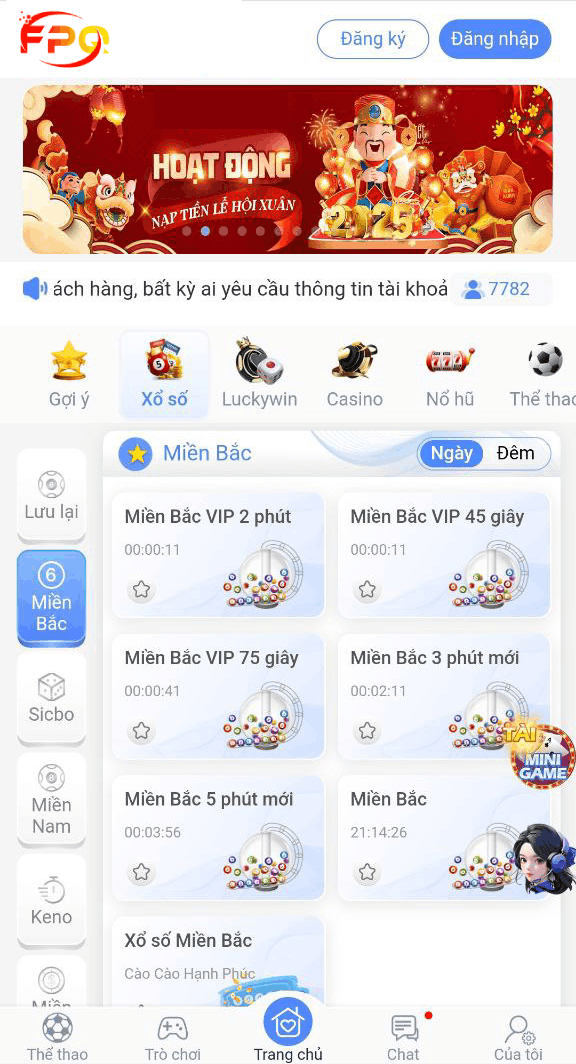 FPQ
Đăng ký
Đăng nhập
HOẠT ĐỘNG
NẠP TIỀN LỄ HỘI XUÂN
2025
ách hàng, bất kỳ ai yêu cầu thông tin tài khoả
7782
Gợi ý
Xổ số
Luckywin
Casino
Nổ hũ
Thể thao
Miền Bắc
Ngày
Đêm
Lưu lại
6
Miền
Bắc
Sicbo
Miền
Nam
Keno
Miền
Miền Bắc VIP 2 phút
00:00:11
Miền Bắc VIP 45 giây
00:00:11
Miền Bắc VIP 75 giây
00:00:41
Miền Bắc 3 phút mới
00:02:11
TÀI
MINI
GAME
Miền Bắc 5 phút mới
00:03:56
Miền Bắc
21:14:26
Xổ số Miền Bắc
Cào Cào Hạnh Phúc
Thể thao
Trò chơi
Trang chủ
Chat
Của tôi